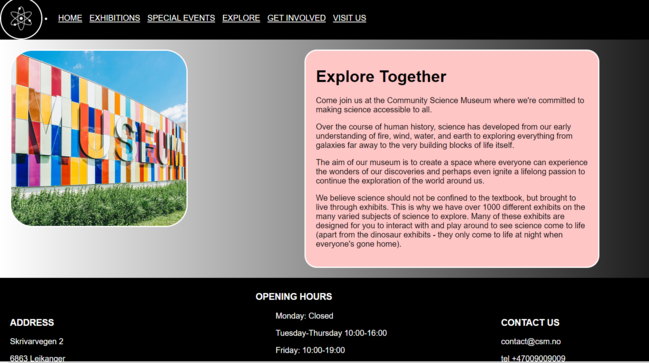 HOME EXHIBITIONS SPECIAL EVENTS EXPLORE GET INVOLVED VISIT US
MUSEUM
Explore Together
Come join us at the Community Science Museum where we're committed to
making science accessible to all.
Over the course of human history, science has developed from our early
understanding of fire, wind, water, and earth to exploring everything from
galaxies far away to the very building blocks of life itself.
The aim of our museum is to create a space where everyone can experience
the wonders of our discoveries and perhaps even ignite a lifelong passion to
continue the exploration of the world around us.
We believe science should not be confined to the textbook, but brought to
live through exhibits. This is why we have over 1000 different exhibits on the
many varied subjects of science to explore. Many of these exhibits are
designed for you to interact with and play around to see science come to life
(apart from the dinosaur exhibits - they only come to life at night when
everyone's gone home).
ADDRESS
Skrivarvegen 2
6863 Leikanger
OPENING HOURS
Monday: Closed
Tuesday-Thursday 10:00-16:00
Friday: 10:00-19:00
CONTACT US
contact@csm.no
tel +47009009009